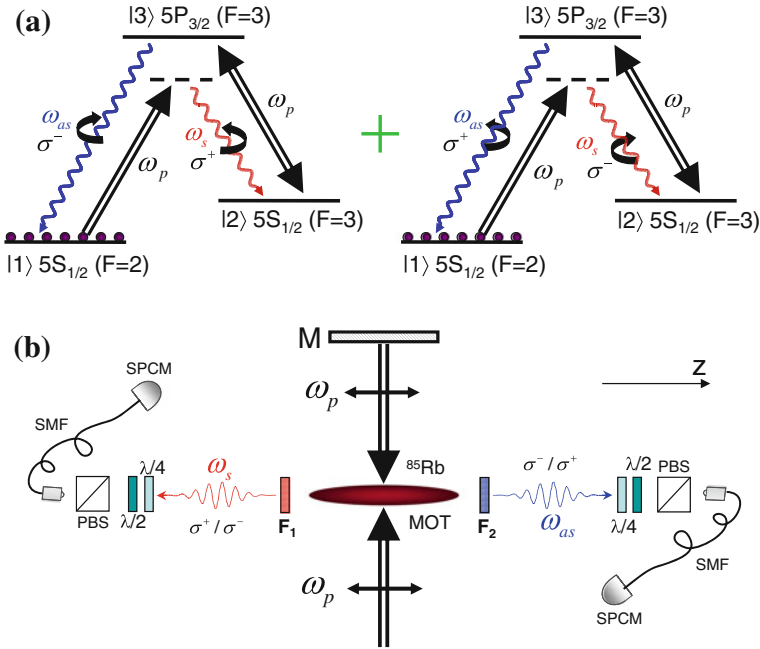 (a)
|3⟩ 5P3/2 (F=3)
|3⟩ 5P3/2 (F=3)
ωas
σ−
ωp
ωs
σ+
ωp
+
ωas
σ+
ωp
ωs
σ−
ωp
|2⟩ 5S1/2 (F=3)
|2⟩ 5S1/2 (F=3)
|1⟩ 5S1/2 (F=2)
|1⟩ 5S1/2 (F=2)
(b)
M
SPCM
z
ωp
SMF
λ/4
ωs
85Rb
σ− / σ+
λ/2
PBS
PBS
λ/2
σ+ / σ−
F1
MOT
F2
ωas
λ/4
SMF
ωp
SPCM